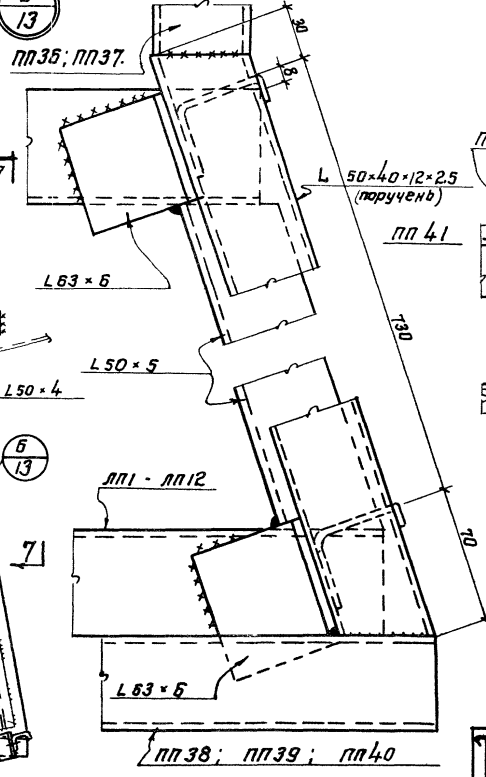 13
ПП36; ПП37.
30
8
L 50×40×12×2.5
(поручень)
ПП 41
L 63 × 6
730
L 50 × 5
L 50 × 4
Б
13
ЛП1 - ЛП12
7
70
L 63 × 6
ПП38; ПП39; ПП40